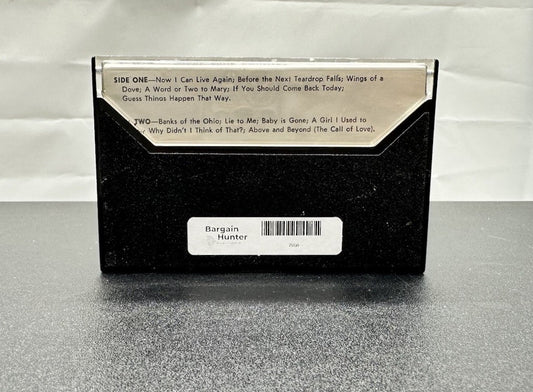 SIDE ONE—Now I Can Live Again; Before the Next Teardrop Falls; Wings of a
Dove; A Word or Two to Mary; If You Should Come Back Today;
Guess Things Happen That Way.
TWO—Banks of the Ohio; Lie to Me; Baby is Gone; A Girl I Used to
Why Didn't I Think of That?; Above and Beyond (The Call of Love).
Bargain
Hunter